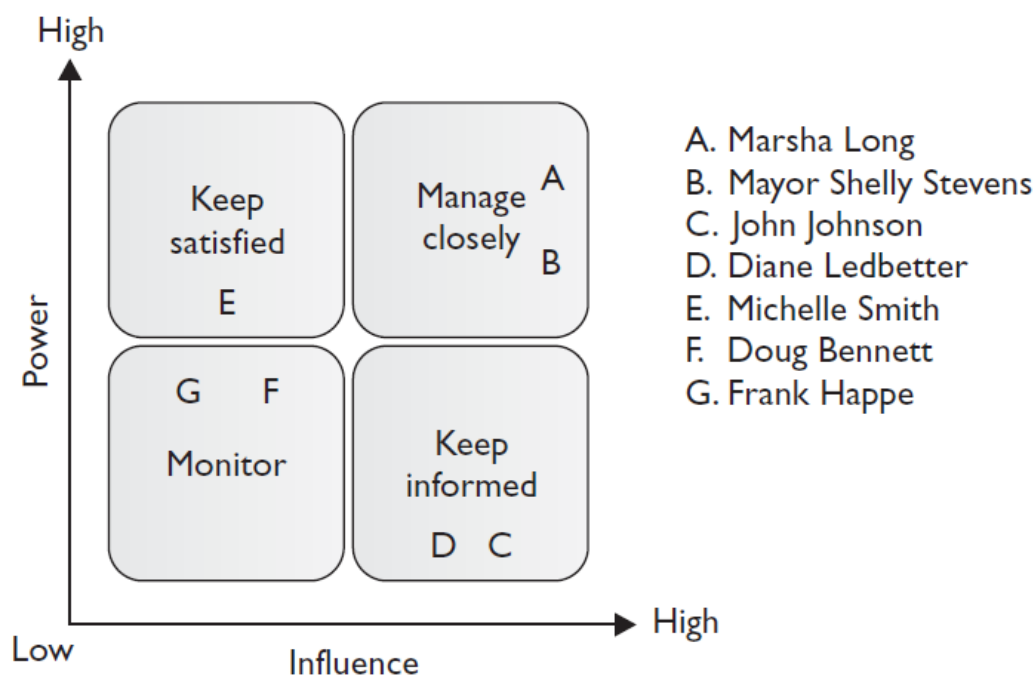 High
Power
Keep
satisfied
E
Manage
closely
A
B
G F
Monitor
Keep
informed
D C
Low
Influence
High
A. Marsha Long
B. Mayor Shelly Stevens
C. John Johnson
D. Diane Ledbetter
E. Michelle Smith
F. Doug Bennett
G. Frank Happe